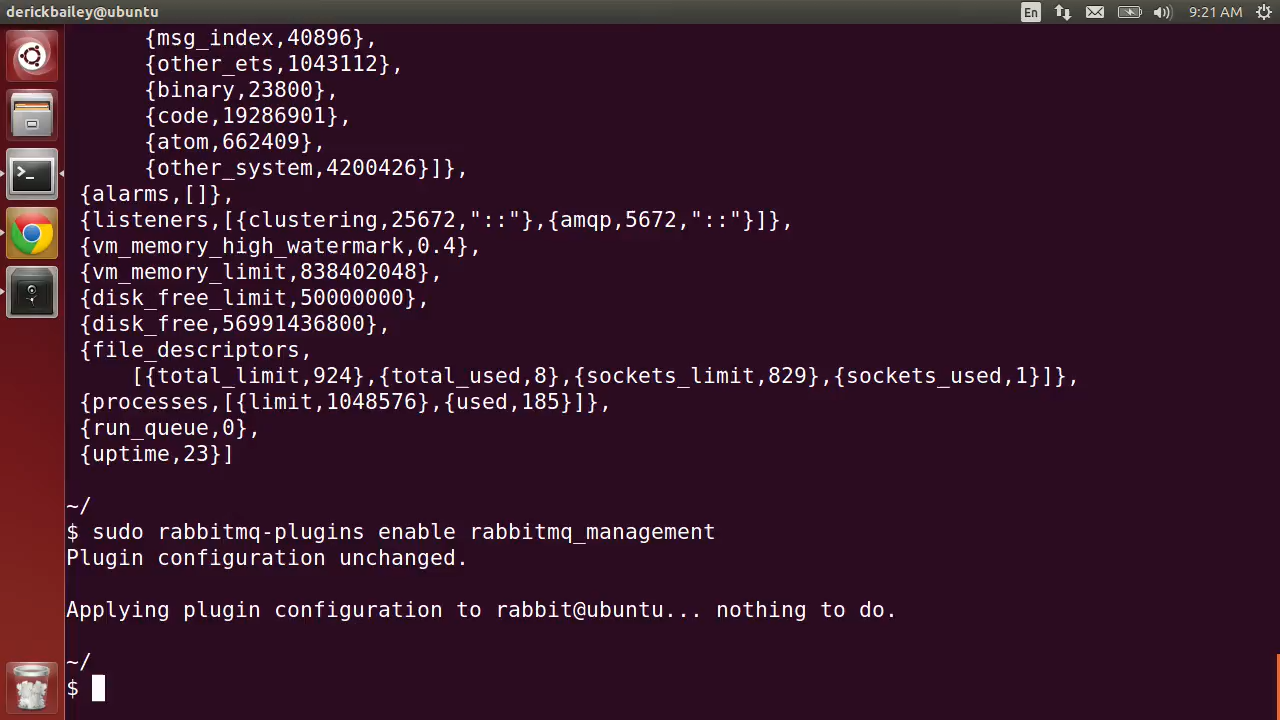 derickbailey@ubuntu
En
9:21 AM
{msg_index,40896},
{other_ets,1043112},
{binary,23800},
{code,19286901},
{atom,662409},
{other_system,4200426}]},
{alarms,[]},
{listeners,[{clustering,25672,"::"},{amqp,5672,"::"}]},
{vm_memory_high_watermark,0.4},
{vm_memory_limit,838402048},
{disk_free_limit,50000000},
{disk_free,56991436800},
{file_descriptors,
[{total_limit,924},{total_used,8},{sockets_limit,829},{sockets_used,1}]},
{processes,[{limit,1048576},{used,185}]},
{run_queue,0},
{uptime,23}]
~/
$ sudo rabbitmq-plugins enable rabbitmq_management
Plugin configuration unchanged.
Applying plugin configuration to rabbit@ubuntu... nothing to do.
~/
$